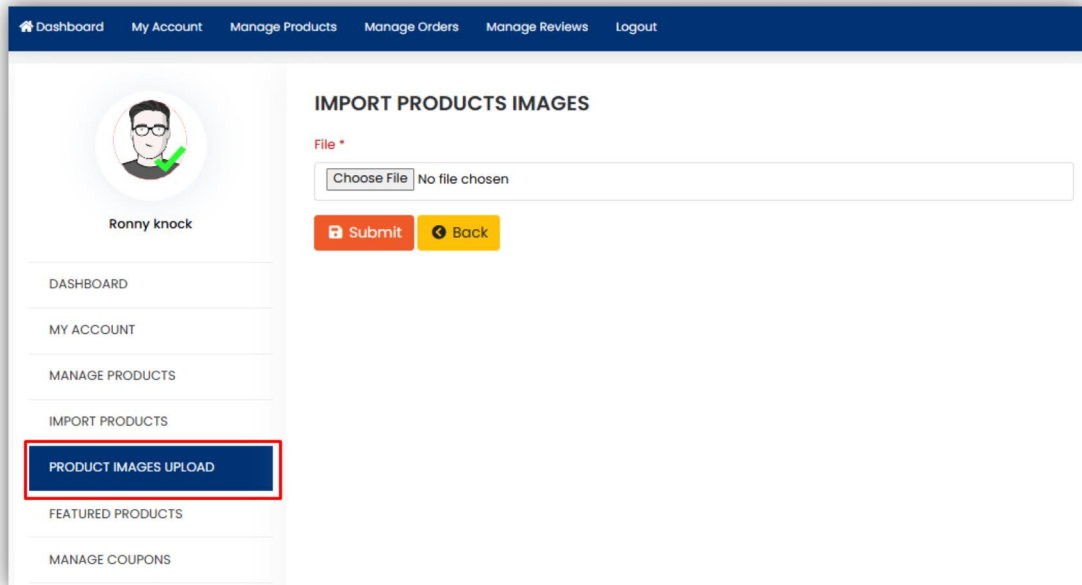 Dashboard My Account Manage Products Manage Orders Manage Reviews Logout
Ronny knock
DASHBOARD
MY ACCOUNT
MANAGE PRODUCTS
IMPORT PRODUCTS
PRODUCT IMAGES UPLOAD
FEATURED PRODUCTS
MANAGE COUPONS
IMPORT PRODUCTS IMAGES
File *
Choose File No file chosen
Submit Back